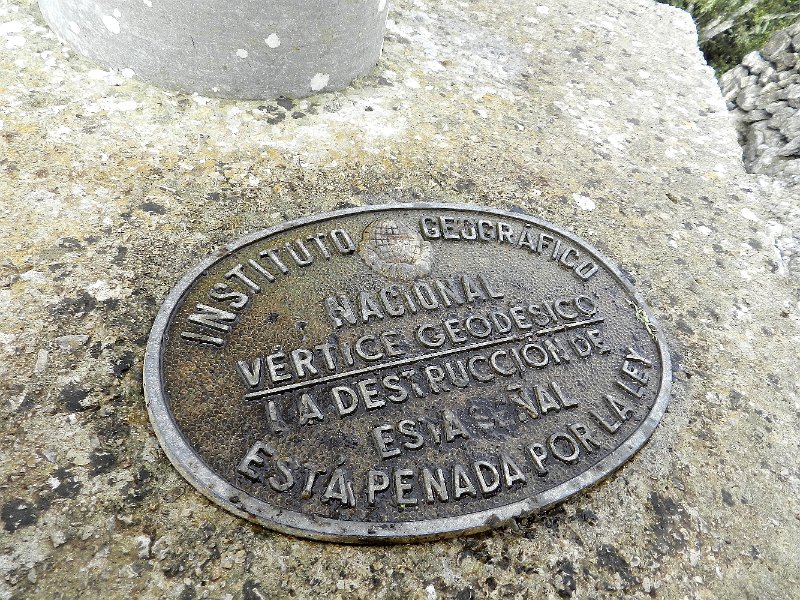 INSTITUTO GEOGRÁFICO
NACIONAL
VÉRTICE GEODÉSICO
LA DESTRUCCIÓN DE
ESTA SEÑAL
ESTÁ PENADA POR LA LEY